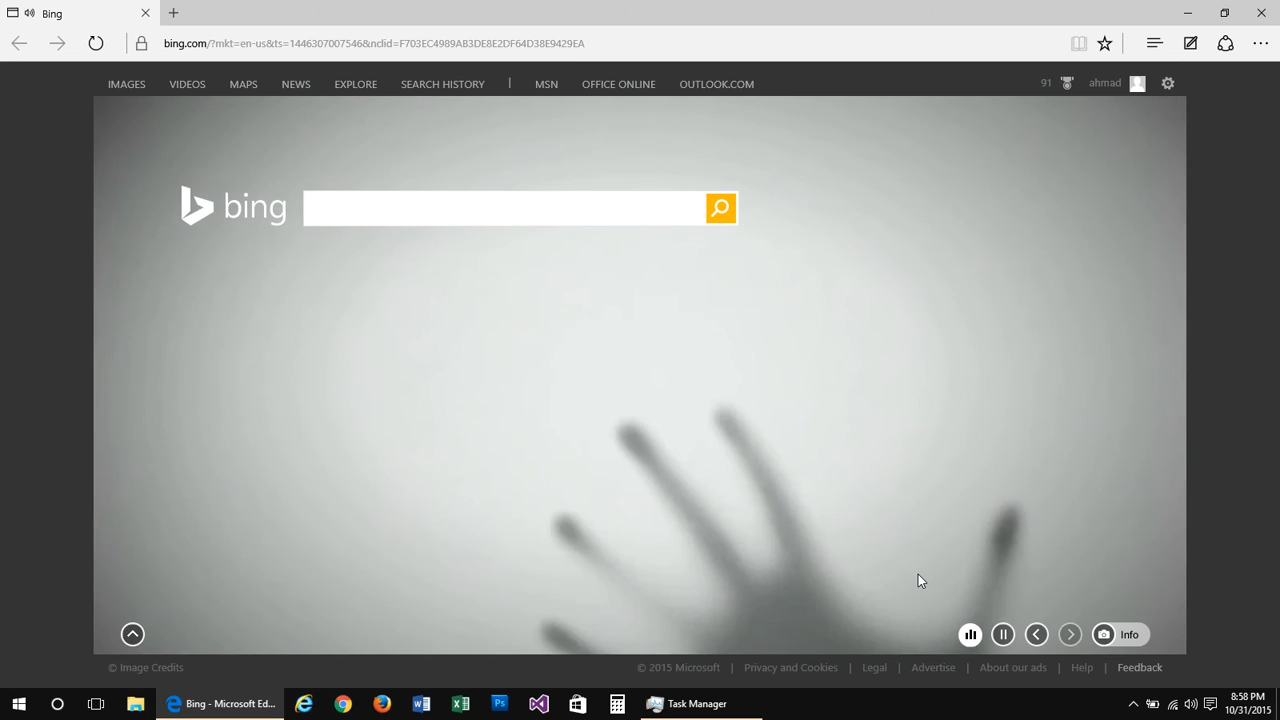 Bing
bing.com/?mkt=en-us&ts=1446307007546&nclid=F703EC4989AB3DE8E2DF64D38E9429EA
IMAGES VIDEOS MAPS NEWS EXPLORE SEARCH HISTORY | MSN OFFICE ONLINE OUTLOOK.COM 91 ahmad
bing
Info
© Image Credits © 2015 Microsoft | Privacy and Cookies | Legal | Advertise | About our ads | Help | Feedback
Bing - Microsoft Ed... Task Manager 8:58 PM
10/31/2015